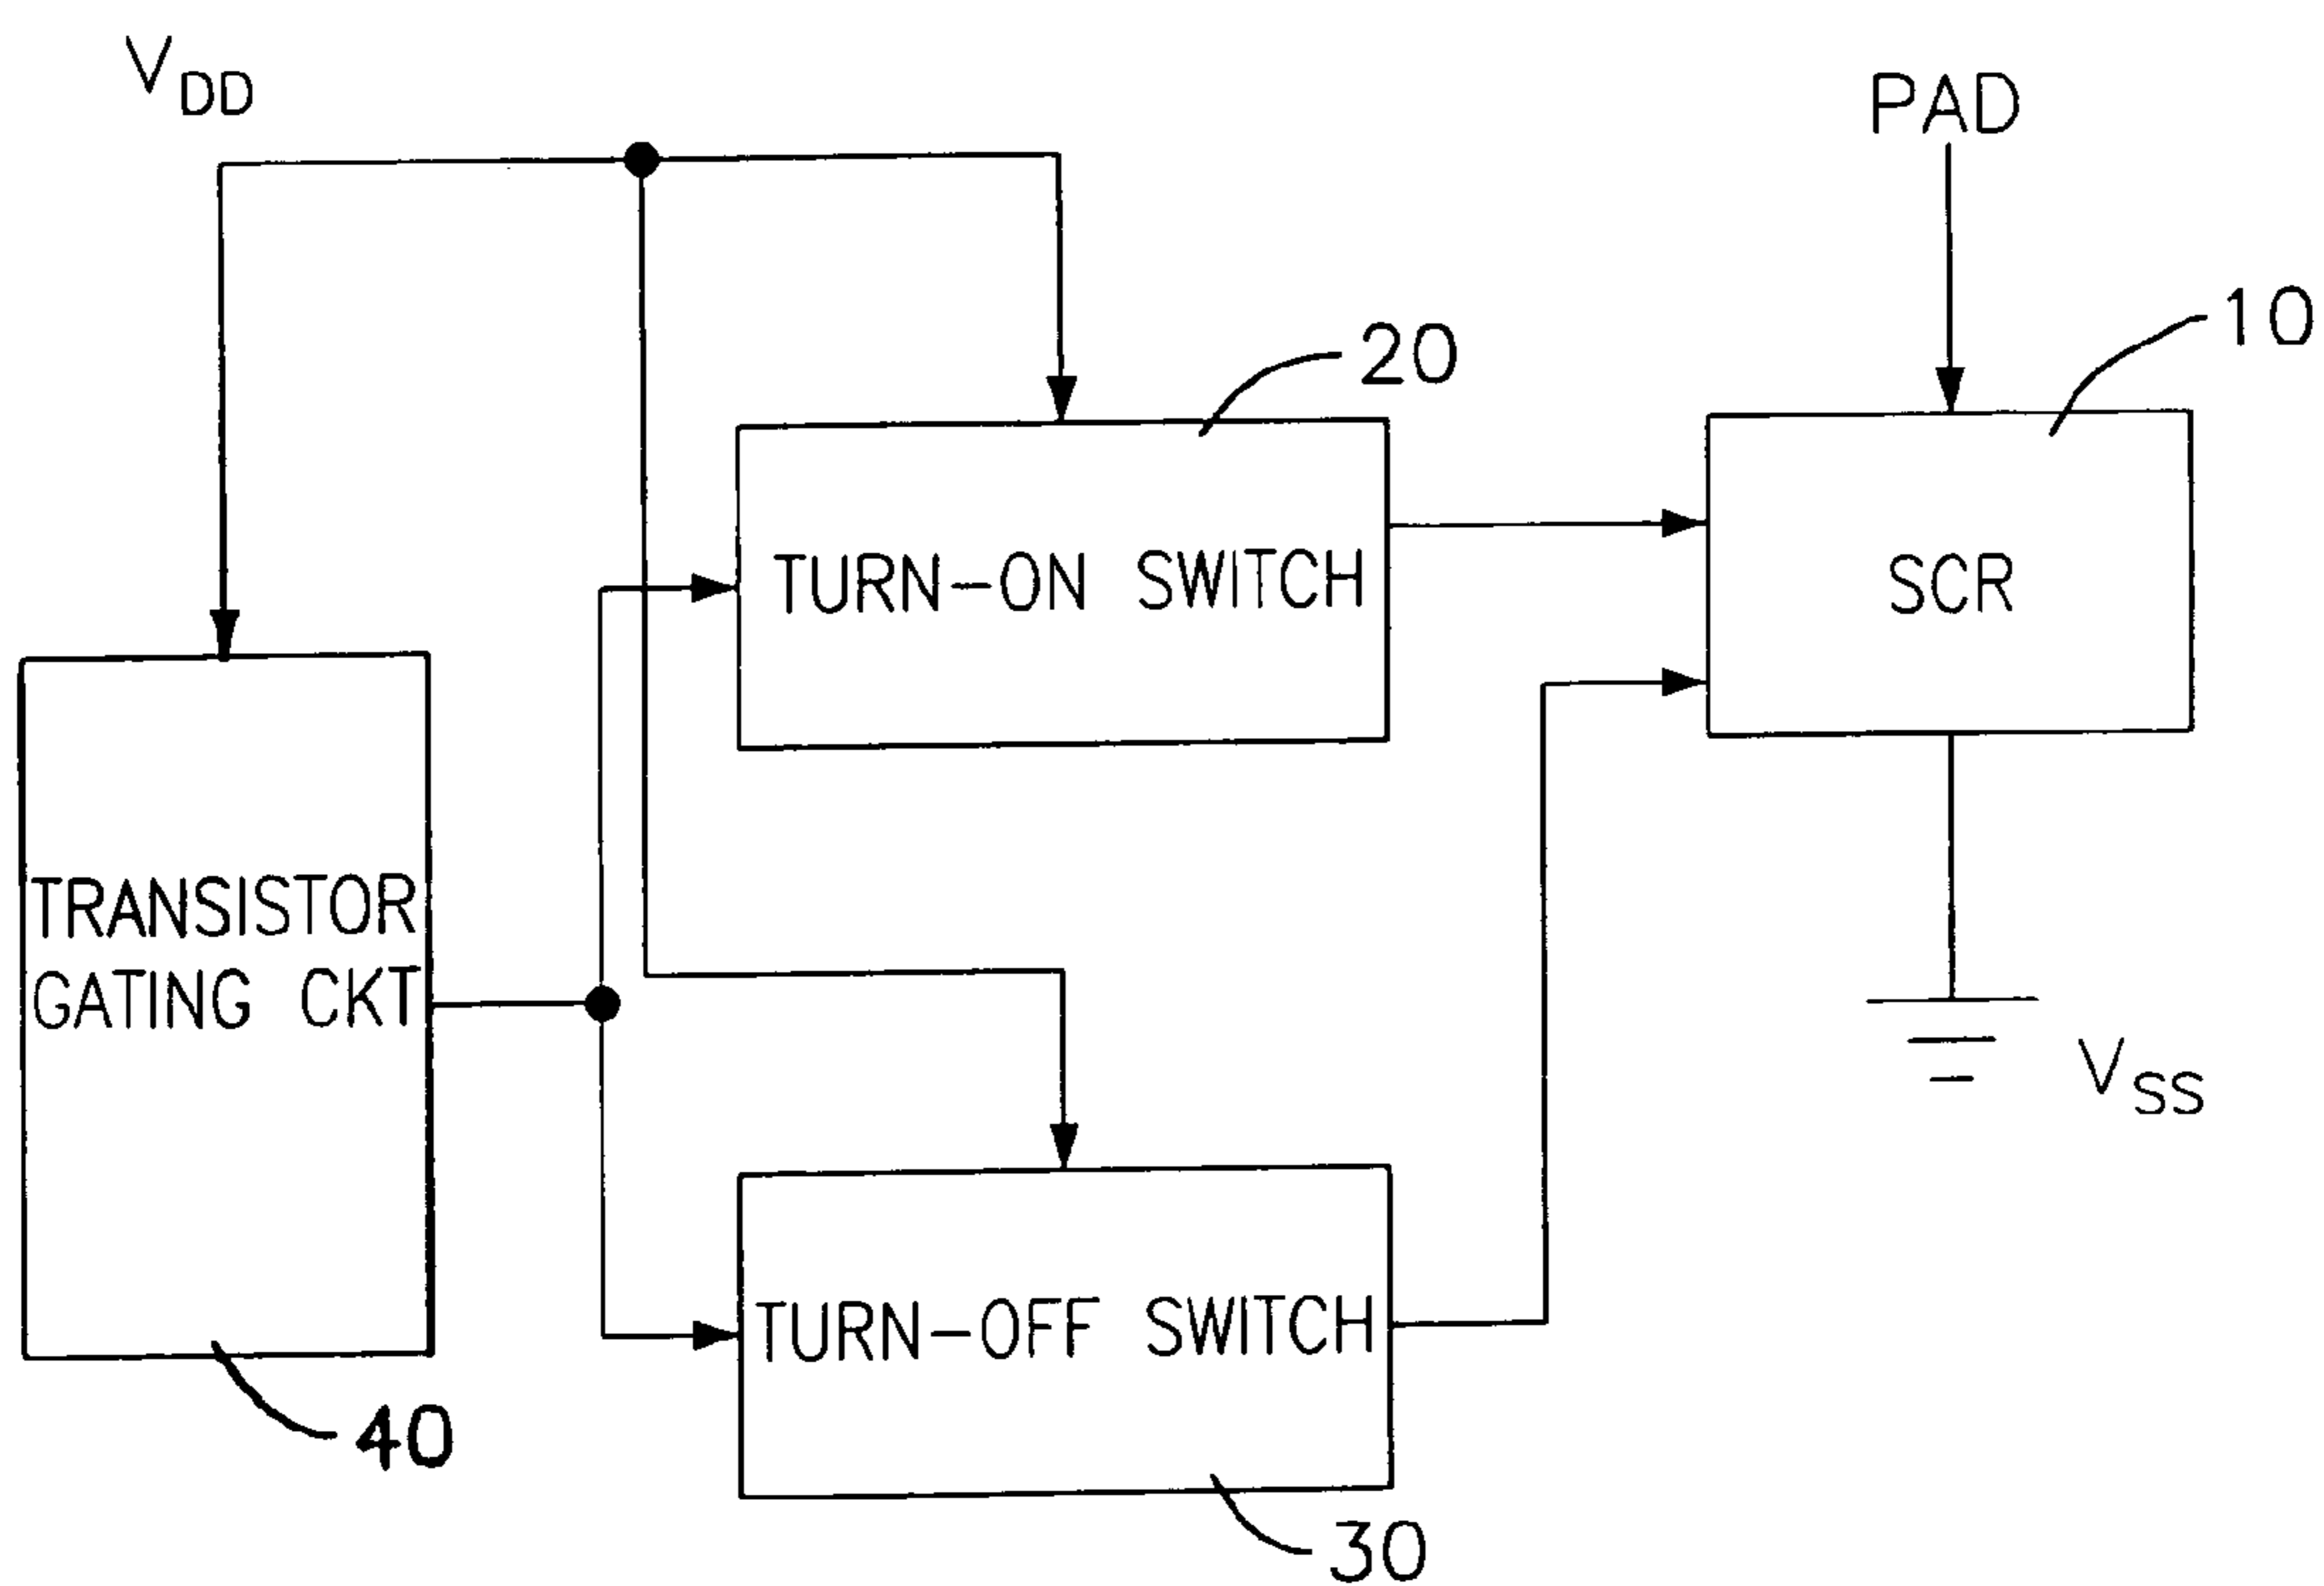 VDD
PAD
10
20
TURN-ON SWITCH
SCR
TRANSISTOR
GATING CKT
VSS
TURN-OFF SWITCH
40
30